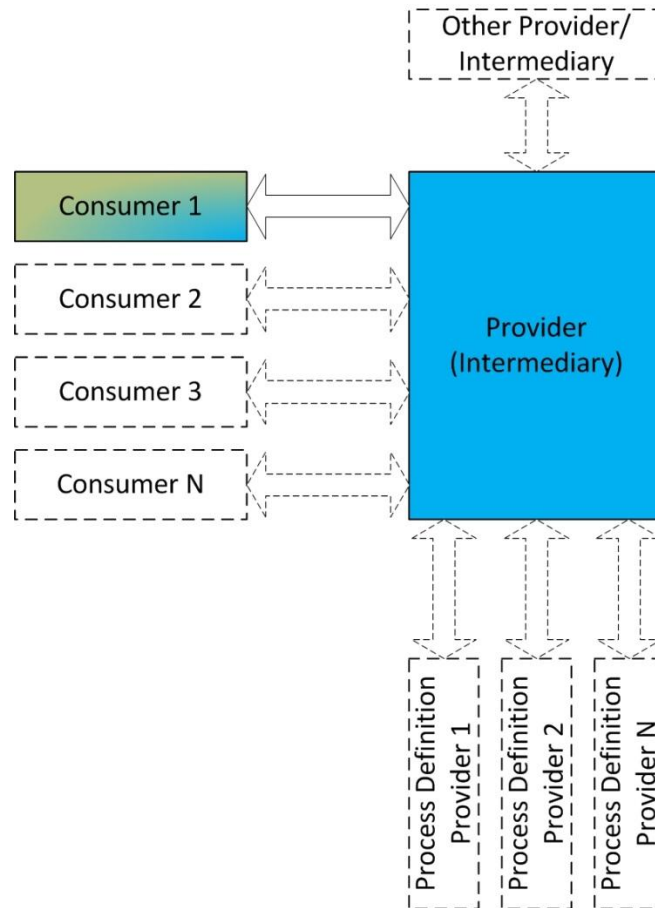 Other Provider/
Intermediary
Consumer 1
Consumer 2
Consumer 3
Consumer N
Provider
(Intermediary)
Process Definition
Provider 1
Process Definition
Provider 2
Process Definition
Provider N